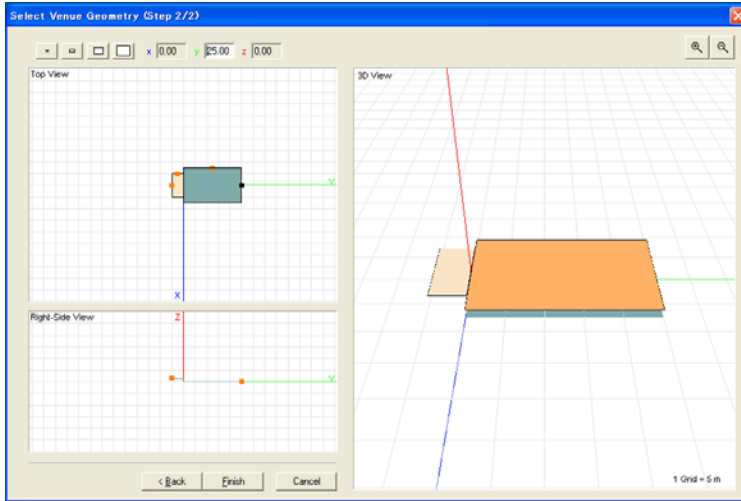 Select Venue Geometry (Step 2/2)
x 0.00 y 25.00 z 0.00
Top View
Y
X
Right-Side View
Z
Y
3D View
1 Grid = 5 m
< Back Finish Cancel